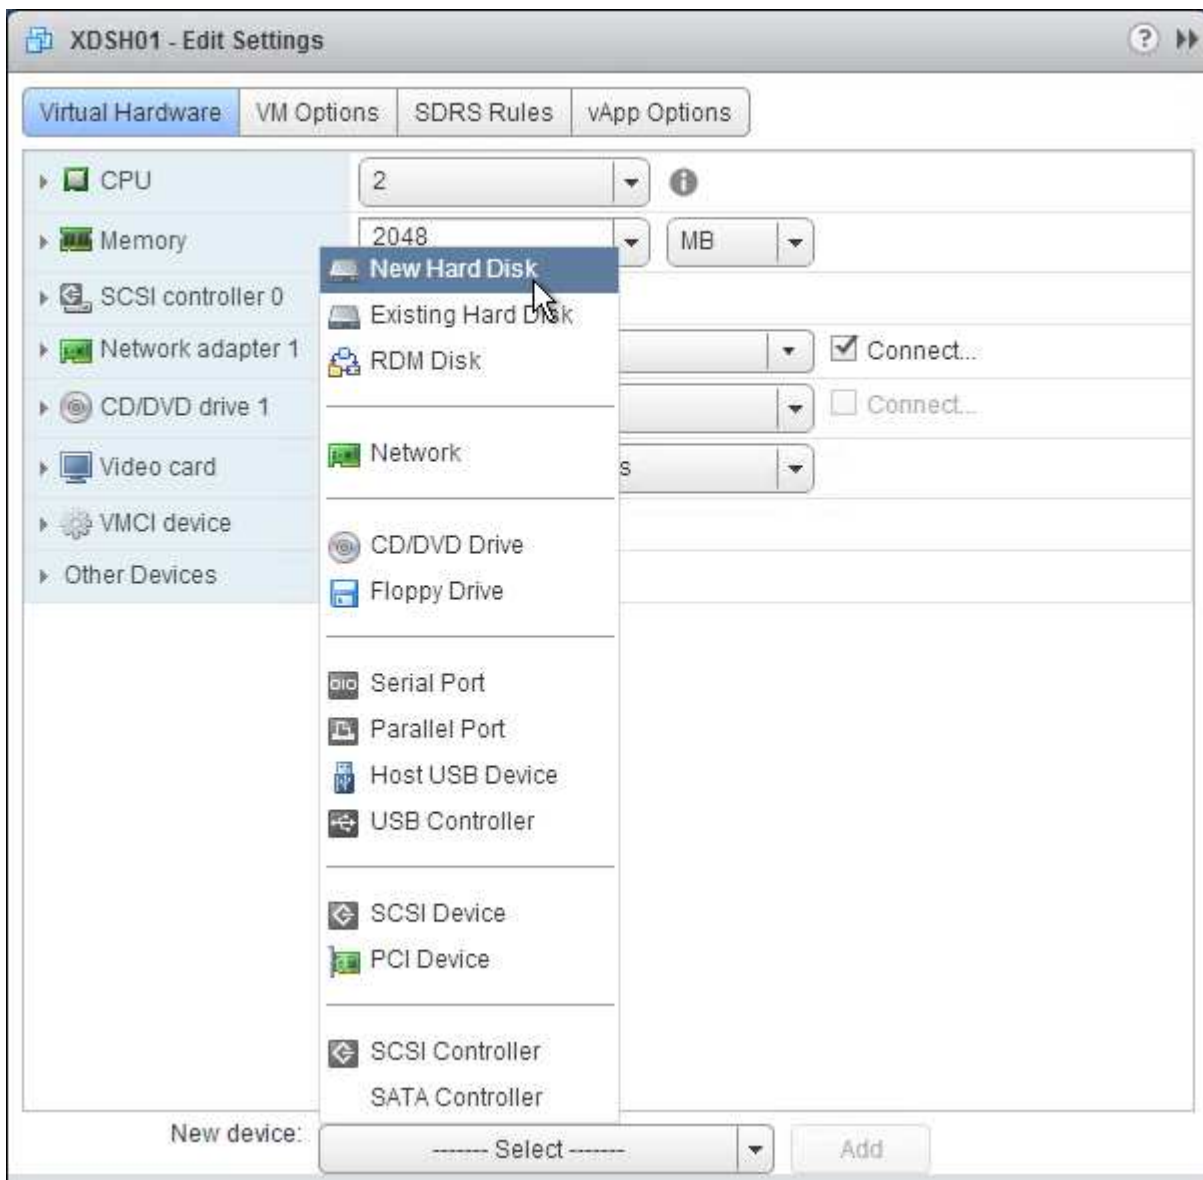 XDSH01 - Edit Settings
Virtual Hardware VM Options SDRS Rules vApp Options
CPU 2
Memory 2048 MB
New Hard Disk
SCSI controller 0
Existing Hard Disk
Network adapter 1 Connect...
RDM Disk
CD/DVD drive 1 Connect...
Network
Video card s
VMCI device
CD/DVD Drive
Other Devices
Floppy Drive
Serial Port
Parallel Port
Host USB Device
USB Controller
SCSI Device
PCI Device
SCSI Controller
SATA Controller
New device: ------- Select ------- Add